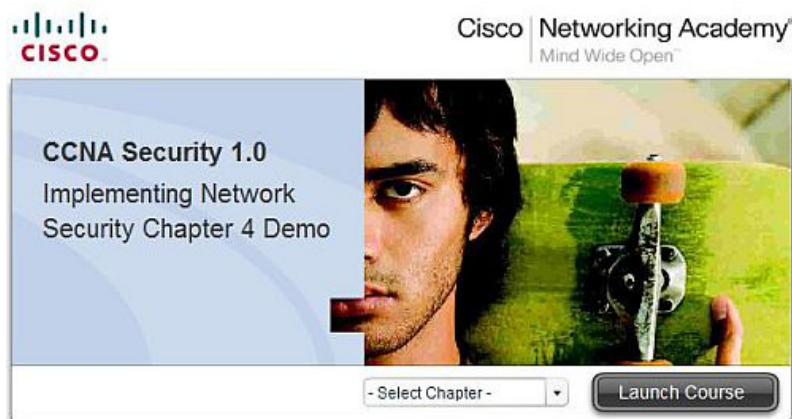 CISCO
Cisco Networking Academy
Mind Wide Open
CCNA Security 1.0
Implementing Network
Security Chapter 4 Demo
- Select Chapter -
Launch Course